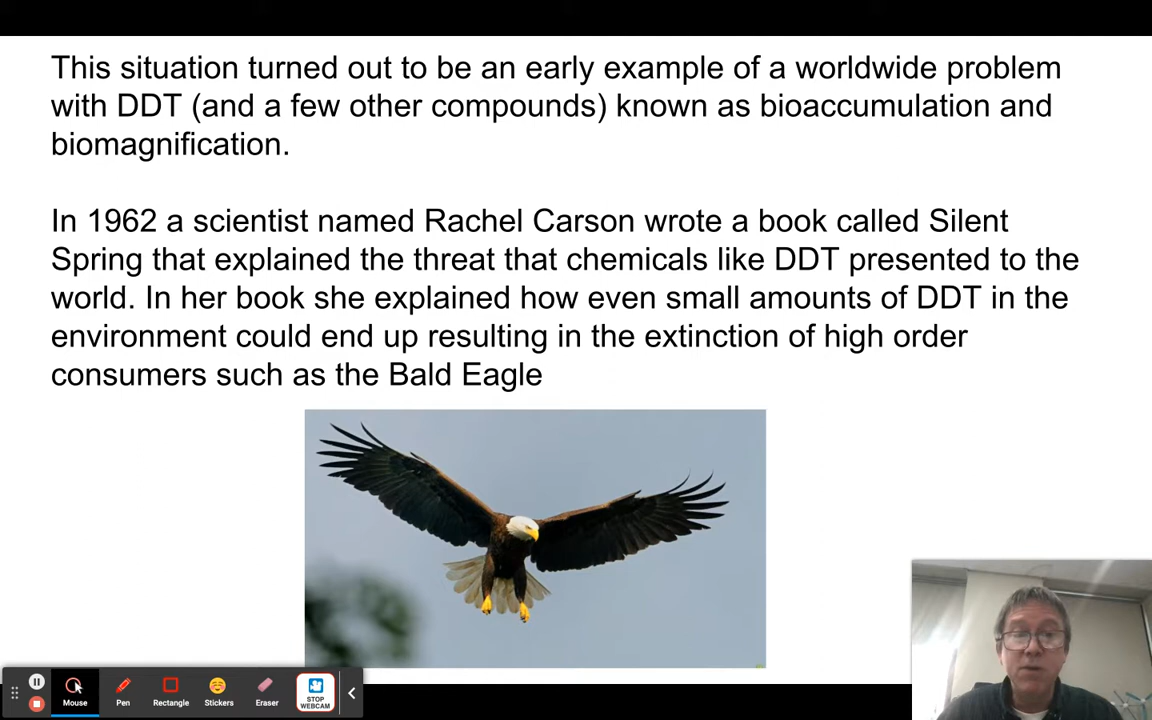 This situation turned out to be an early example of a worldwide problem
with DDT (and a few other compounds) known as bioaccumulation and
biomagnification.
In 1962 a scientist named Rachel Carson wrote a book called Silent
Spring that explained the threat that chemicals like DDT presented to the
world. In her book she explained how even small amounts of DDT in the
environment could end up resulting in the extinction of high order
consumers such as the Bald Eagle
Mouse
Pen
Rectangle
Stickers
Eraser
STOP
WEBCAM